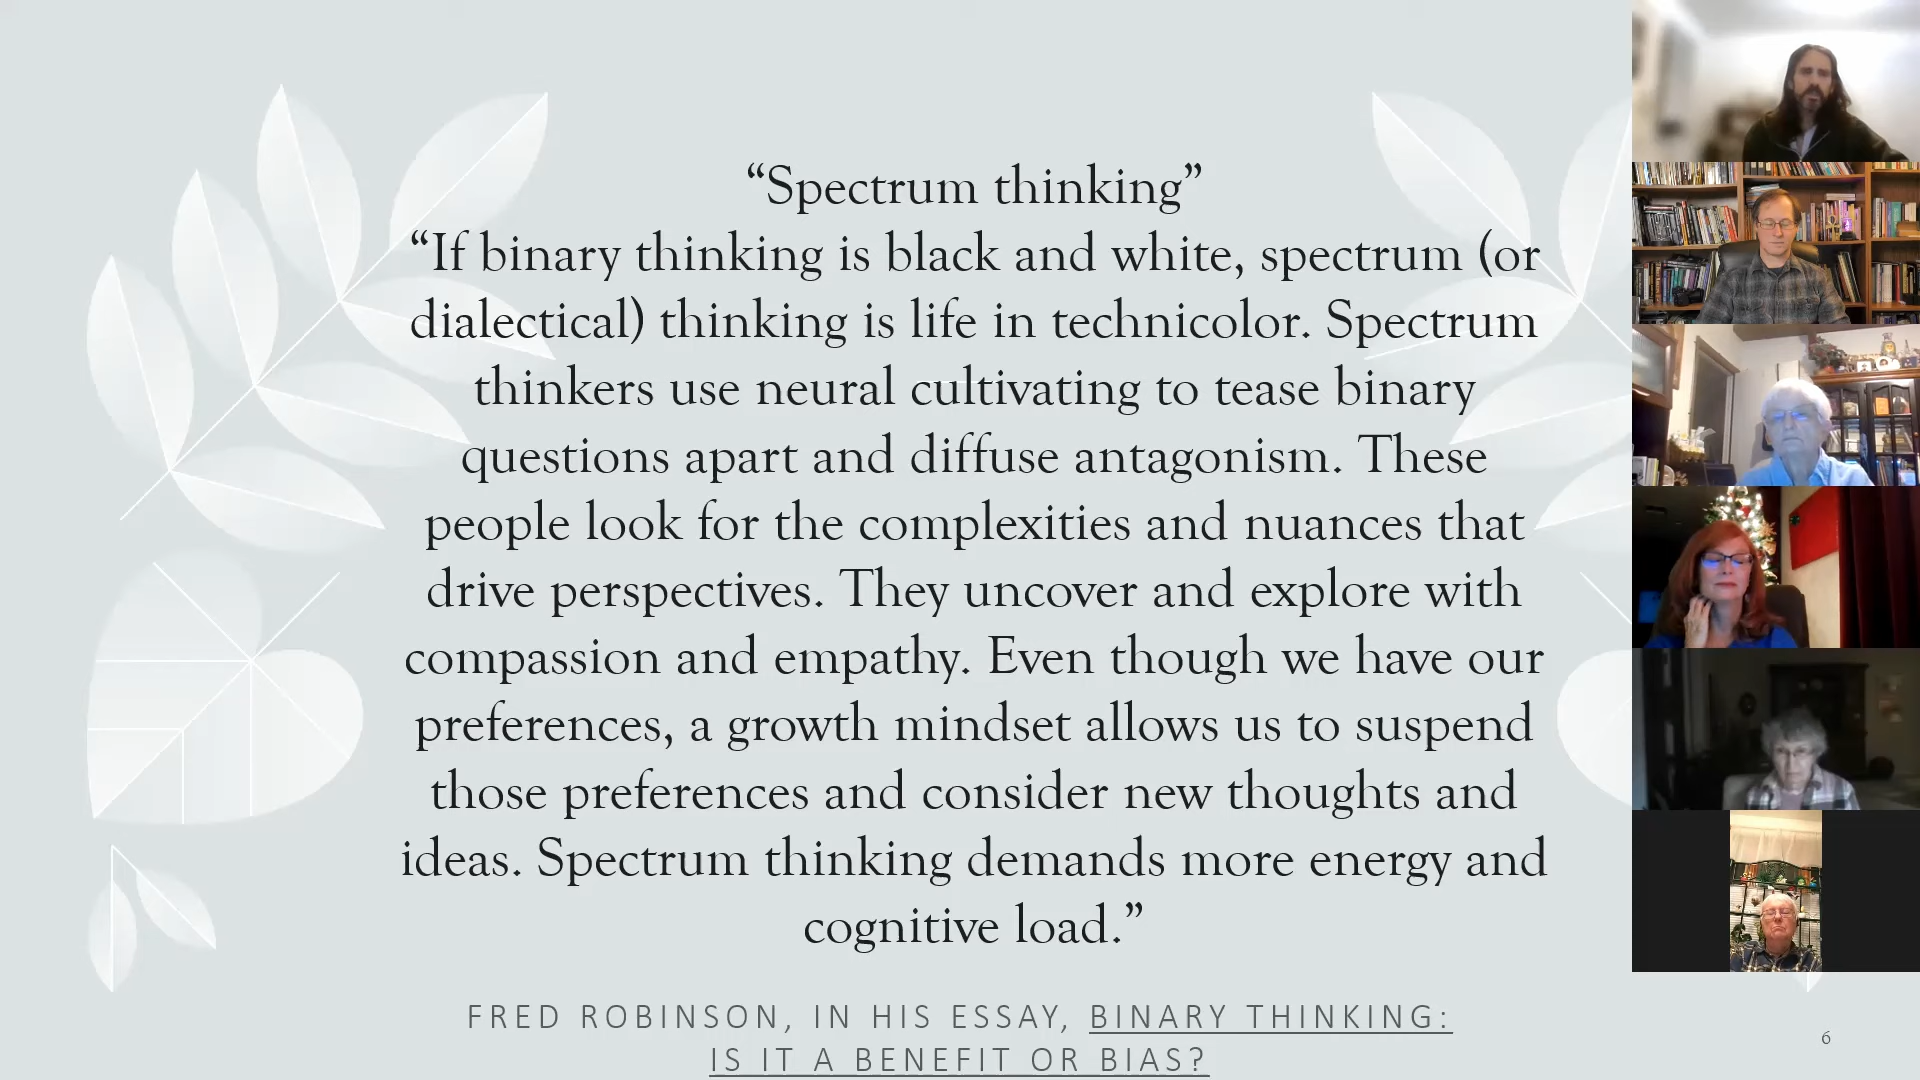 “Spectrum thinking”
“If binary thinking is black and white, spectrum (or
dialectical) thinking is life in technicolor. Spectrum
thinkers use neural cultivating to tease binary
questions apart and diffuse antagonism. These
people look for the complexities and nuances that
drive perspectives. They uncover and explore with
compassion and empathy. Even though we have our
preferences, a growth mindset allows us to suspend
those preferences and consider new thoughts and
ideas. Spectrum thinking demands more energy and
cognitive load.”
FRED ROBINSON, IN HIS ESSAY, BINARY THINKING:
IS IT A BENEFIT OR BIAS?
6